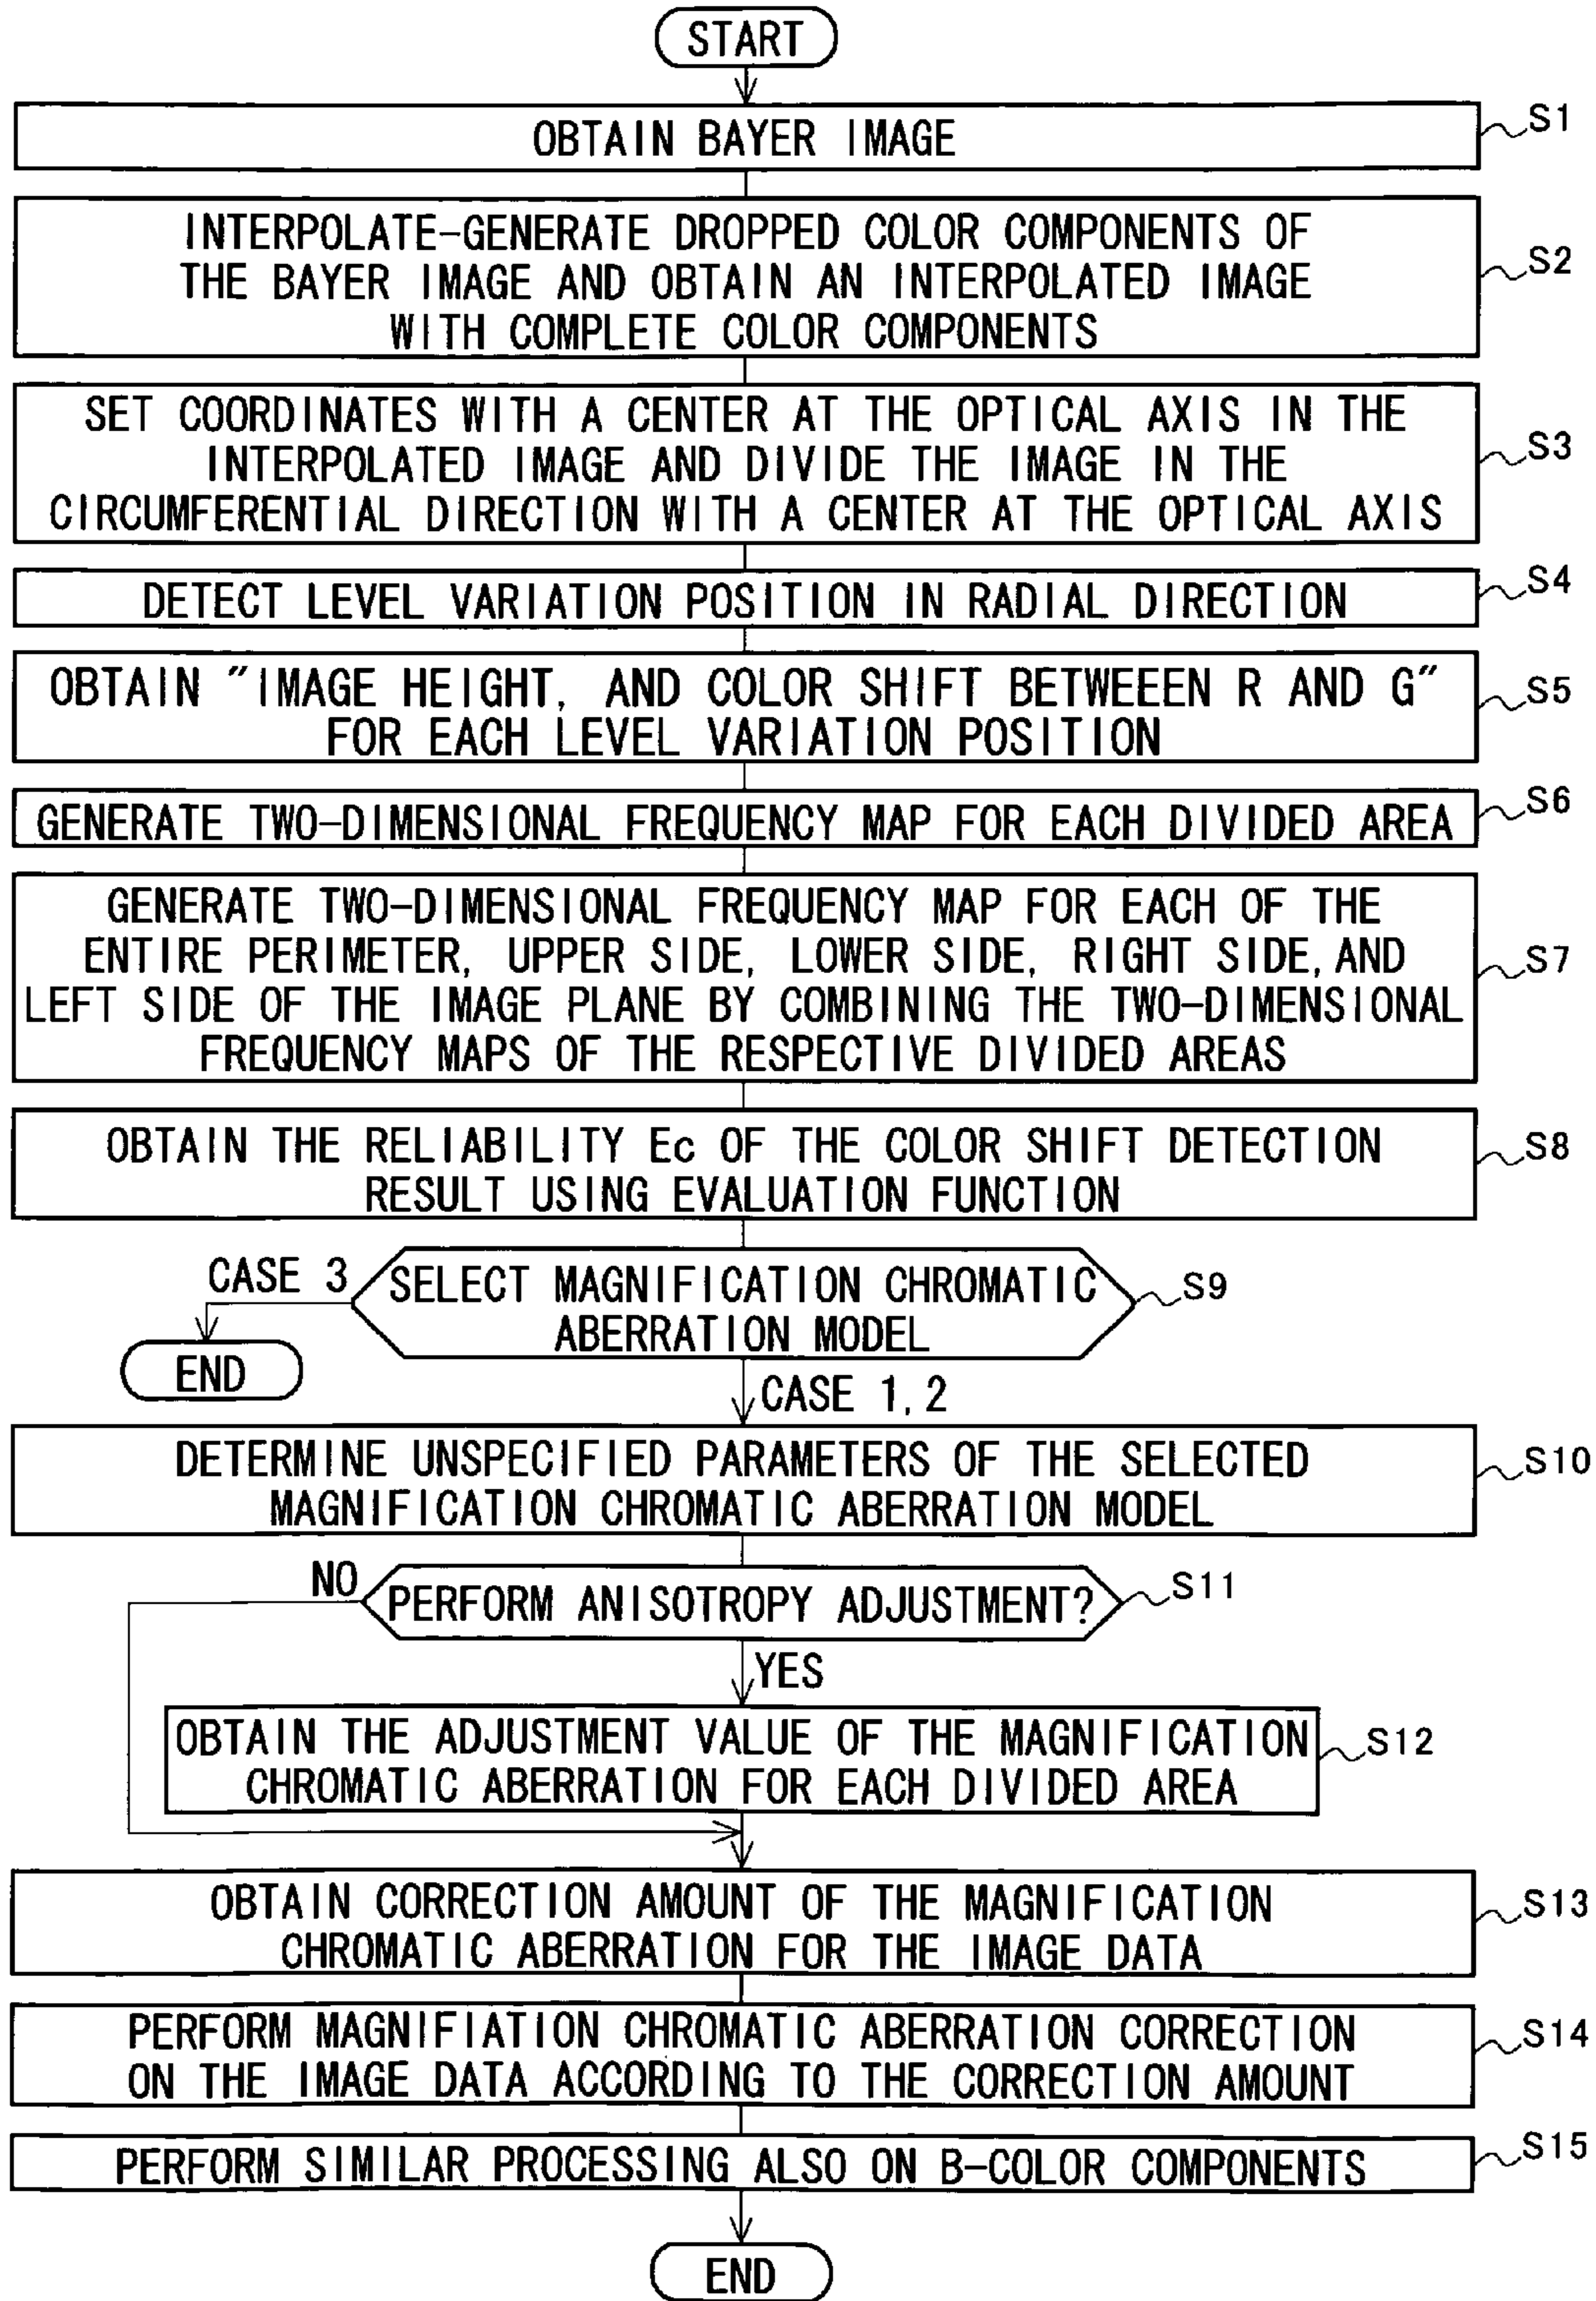 START
OBTAIN BAYER IMAGE
S1
INTERPOLATE-GENERATE DROPPED COLOR COMPONENTS OF
THE BAYER IMAGE AND OBTAIN AN INTERPOLATED IMAGE
WITH COMPLETE COLOR COMPONENTS
S2
SET COORDINATES WITH A CENTER AT THE OPTICAL AXIS IN THE
INTERPOLATED IMAGE AND DIVIDE THE IMAGE IN THE
CIRCUMFERENTIAL DIRECTION WITH A CENTER AT THE OPTICAL AXIS
S3
DETECT LEVEL VARIATION POSITION IN RADIAL DIRECTION
S4
OBTAIN "IMAGE HEIGHT, AND COLOR SHIFT BETWEEEN R AND G"
FOR EACH LEVEL VARIATION POSITION
S5
GENERATE TWO-DIMENSIONAL FREQUENCY MAP FOR EACH DIVIDED AREA
S6
GENERATE TWO-DIMENSIONAL FREQUENCY MAP FOR EACH OF THE
ENTIRE PERIMETER, UPPER SIDE, LOWER SIDE, RIGHT SIDE, AND
LEFT SIDE OF THE IMAGE PLANE BY COMBINING THE TWO-DIMENSIONAL
FREQUENCY MAPS OF THE RESPECTIVE DIVIDED AREAS
S7
OBTAIN THE RELIABILITY Ec OF THE COLOR SHIFT DETECTION
RESULT USING EVALUATION FUNCTION
S8
CASE 3
SELECT MAGNIFICATION CHROMATIC
ABERRATION MODEL
S9
END
CASE 1, 2
DETERMINE UNSPECIFIED PARAMETERS OF THE SELECTED
MAGNIFICATION CHROMATIC ABERRATION MODEL
S10
NO
PERFORM ANISOTROPY ADJUSTMENT?
S11
YES
OBTAIN THE ADJUSTMENT VALUE OF THE MAGNIFICATION
CHROMATIC ABERRATION FOR EACH DIVIDED AREA
S12
OBTAIN CORRECTION AMOUNT OF THE MAGNIFICATION
CHROMATIC ABERRATION FOR THE IMAGE DATA
S13
PERFORM MAGNIFIATION CHROMATIC ABERRATION CORRECTION
ON THE IMAGE DATA ACCORDING TO THE CORRECTION AMOUNT
S14
PERFORM SIMILAR PROCESSING ALSO ON B-COLOR COMPONENTS
S15
END